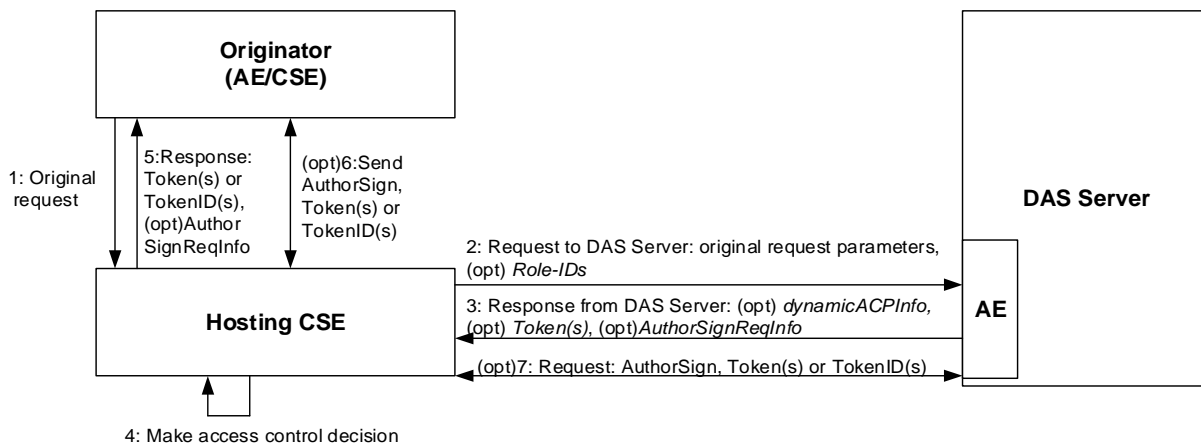 Originator
(AE/CSE)
1: Original
request
5:Response:
Token(s) or
TokenID(s),
(opt)Author
SignReqInfo
(opt)6:Send
AuthorSign,
Token(s) or
TokenID(s)
DAS Server
2: Request to DAS Server: original request parameters,
(opt) Role-IDs
AE
3: Response from DAS Server: (opt) dynamicACPInfo,
(opt) Token(s), (opt)AuthorSignReqInfo
Hosting CSE
(opt)7: Request: AuthorSign, Token(s) or TokenID(s)
4: Make access control decision